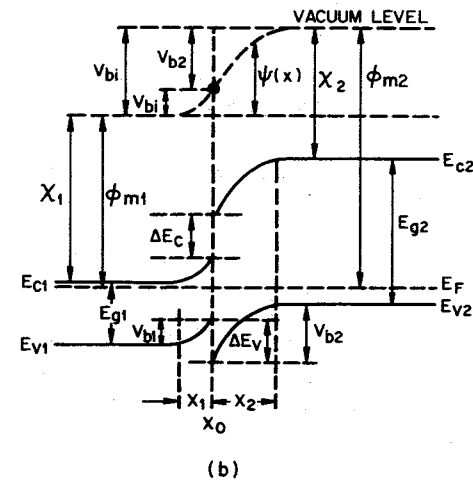 VACUUM LEVEL
V_bi
V_b2
V_bi
ψ(x)
χ_2
ϕ_m2
χ_1
ϕ_m1
E_C2
ΔE_C
E_g2
E_C1
E_F
E_g1
E_V2
E_V1
V_b1
ΔE_V
V_b2
X_1
X_2
X_0
(b)